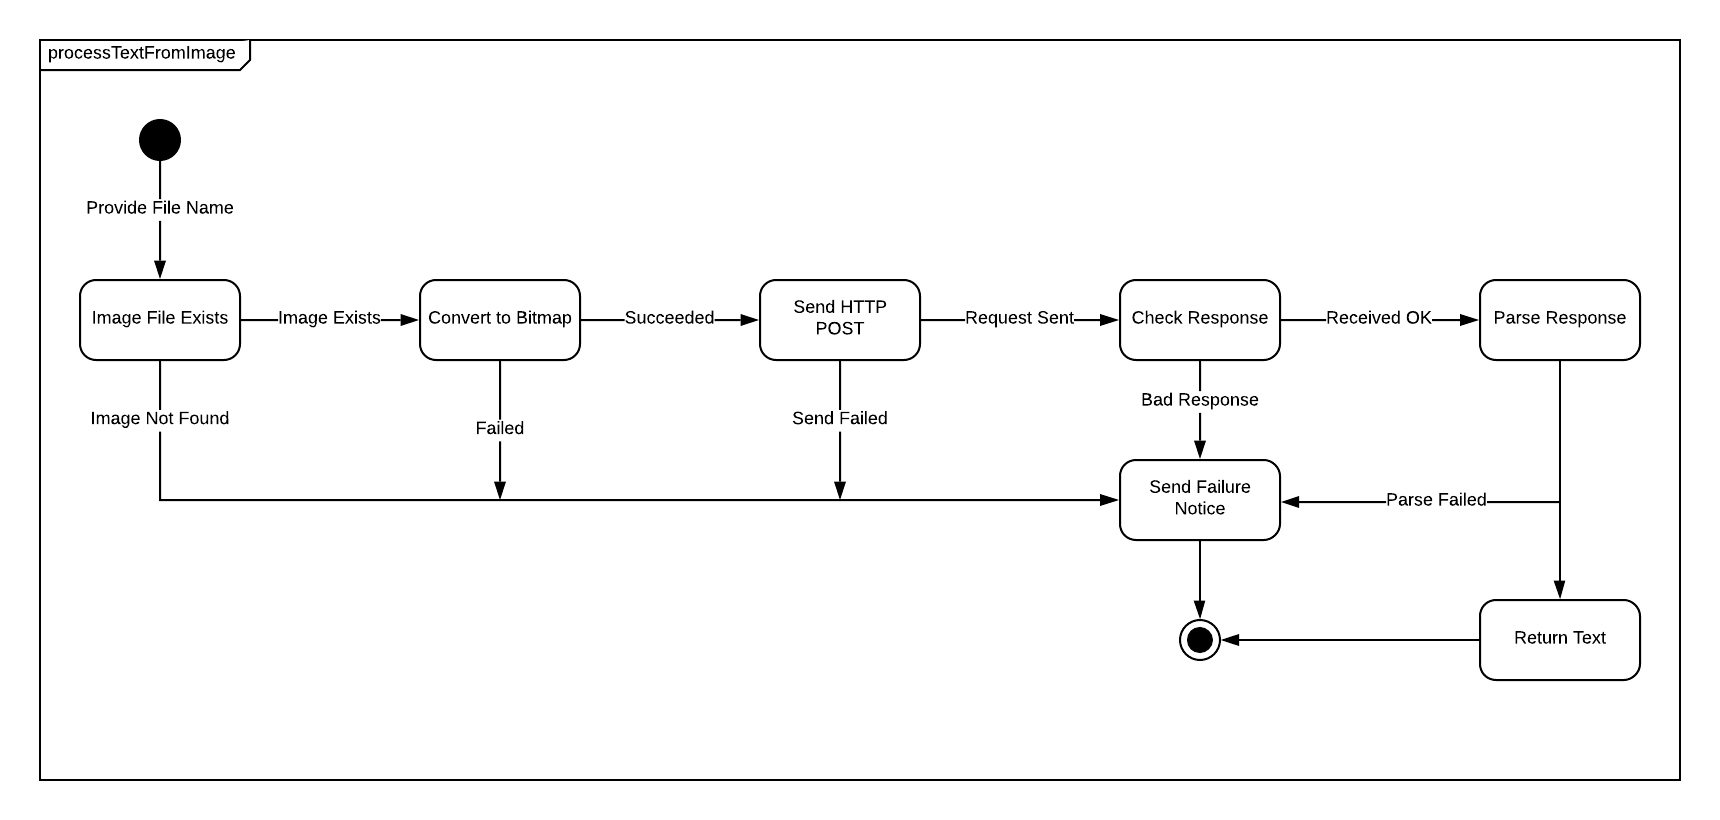 processTextFromImage
Provide File Name
Image File Exists
Image Exists
Convert to Bitmap
Succeeded
Send HTTP
POST
Request Sent
Check Response
Received OK
Parse Response
Image Not Found
Failed
Send Failed
Bad Response
Send Failure
Notice
Parse Failed
Return Text